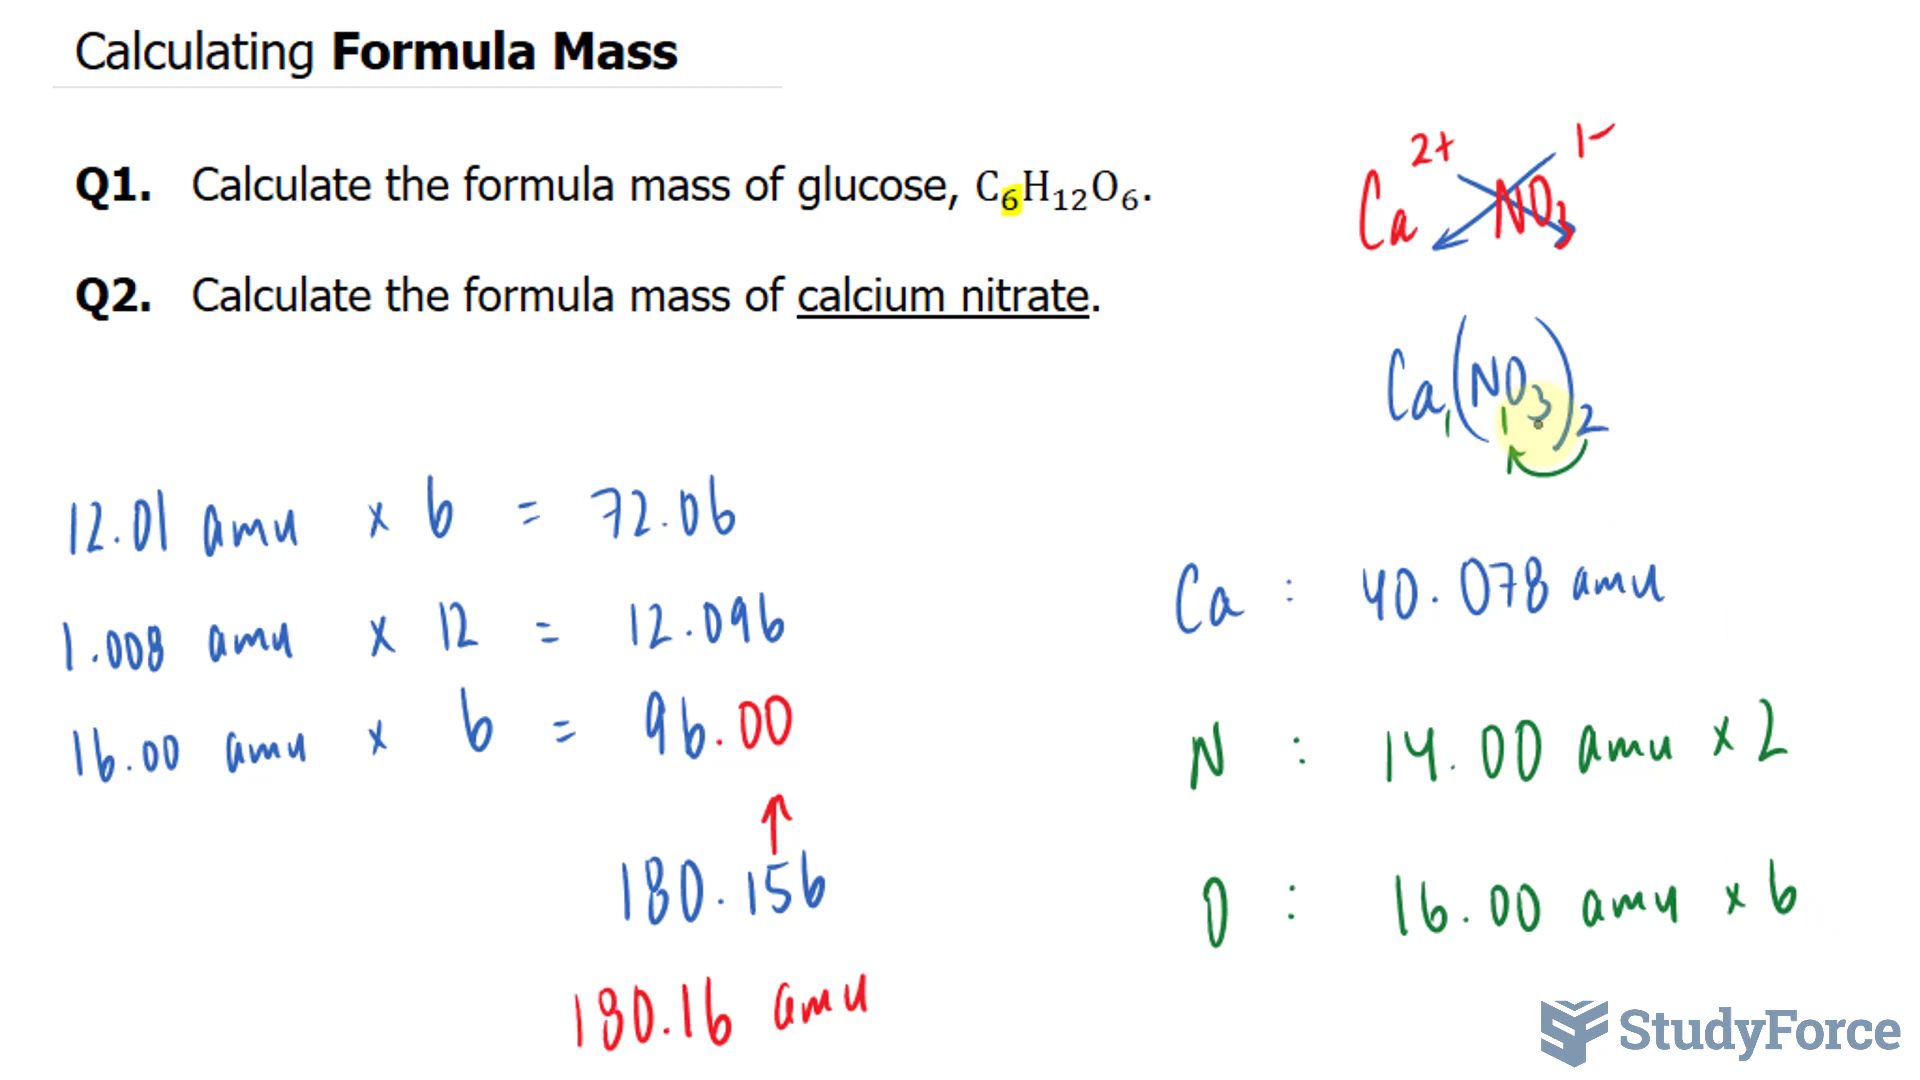 Calculating Formula Mass
Q1. Calculate the formula mass of glucose, C₆H₁₂O₆.
Q2. Calculate the formula mass of calcium nitrate.
12.01 amu x 6 = 72.06
1.008 amu x 12 = 12.096
16.00 amu x 6 = 96.00
180.156
180.16 amu
Ca 2+ NO3 1-
Ca1(N1O3)2
Ca : 40.078 amu
N : 14.00 amu x 2
O : 16.00 amu x 6
StudyForce